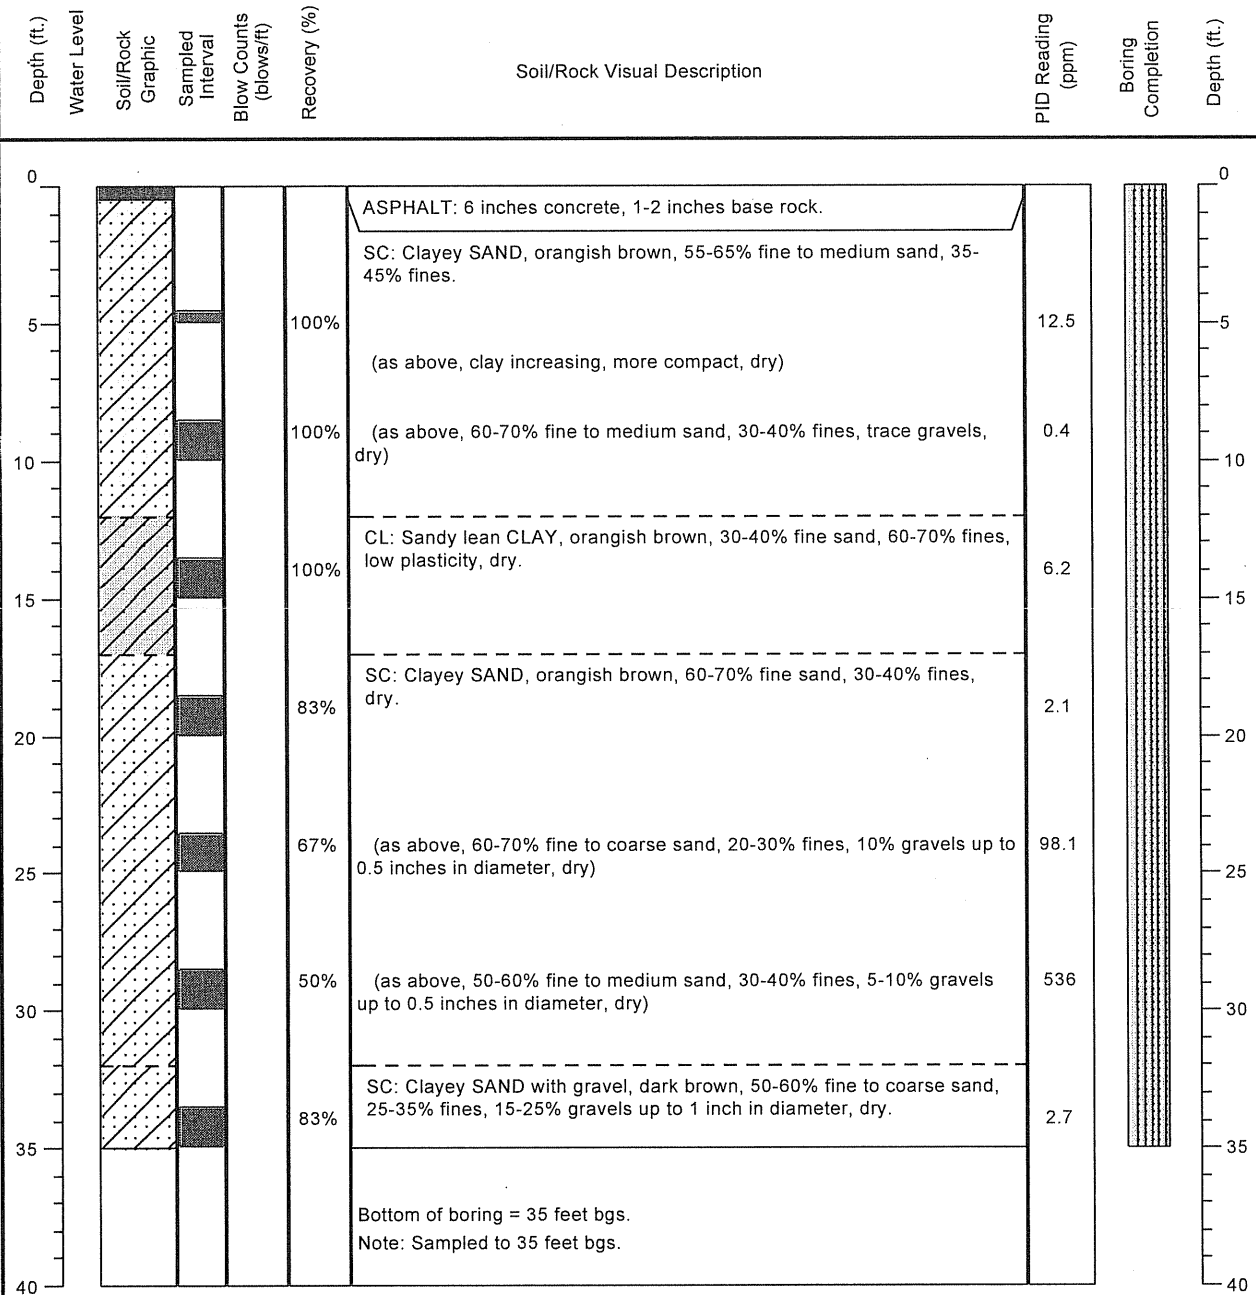 Depth (ft.)
Water Level
Soil/Rock
Graphic
Sampled
Interval
Blow Counts
(blows/ft)
Recovery (%)
Soil/Rock Visual Description
PID Reading
(ppm)
Boring
Completion
Depth (ft.)
0
0
ASPHALT: 6 inches concrete, 1-2 inches base rock.
SC: Clayey SAND, orangish brown, 55-65% fine to medium sand, 35-
45% fines.
5
100%
12.5
5
(as above, clay increasing, more compact, dry)
100%
(as above, 60-70% fine to medium sand, 30-40% fines, trace gravels,
dry)
0.4
10
10
CL: Sandy lean CLAY, orangish brown, 30-40% fine sand, 60-70% fines,
low plasticity, dry.
100%
6.2
15
15
SC: Clayey SAND, orangish brown, 60-70% fine sand, 30-40% fines,
dry.
83%
2.1
20
20
67%
(as above, 60-70% fine to coarse sand, 20-30% fines, 10% gravels up to
0.5 inches in diameter, dry)
98.1
25
25
50%
(as above, 50-60% fine to medium sand, 30-40% fines, 5-10% gravels
up to 0.5 inches in diameter, dry)
536
30
30
SC: Clayey SAND with gravel, dark brown, 50-60% fine to coarse sand,
25-35% fines, 15-25% gravels up to 1 inch in diameter, dry.
83%
2.7
35
35
Bottom of boring = 35 feet bgs.
Note: Sampled to 35 feet bgs.
40
40